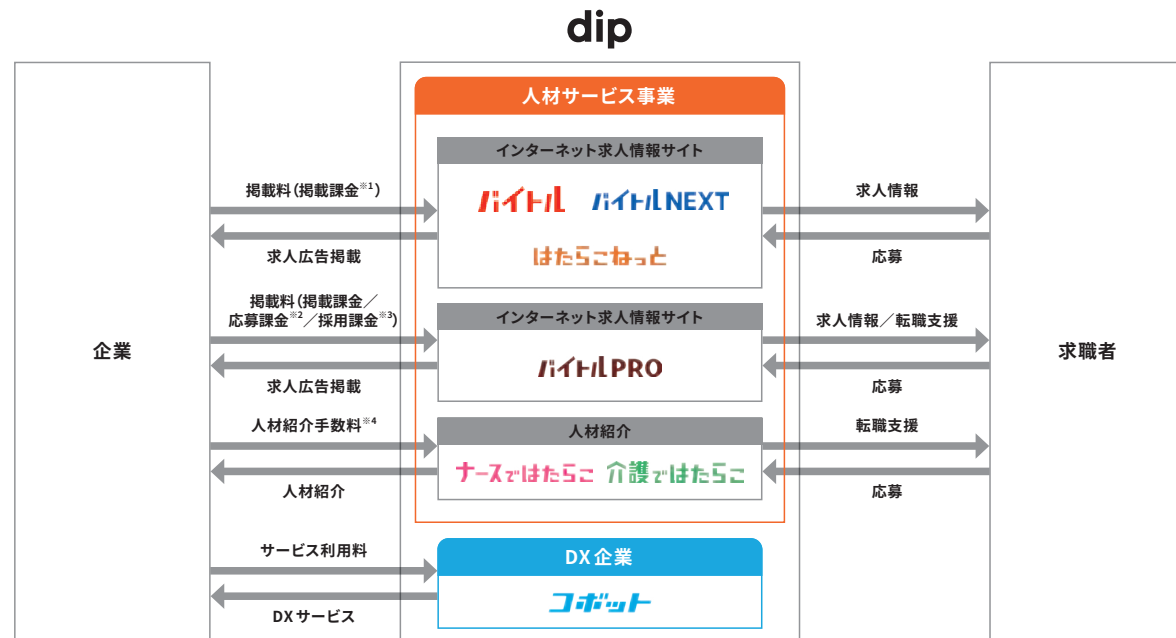 dip
人材サービス事業
インターネット求人情報サイト
掲載料（掲載課金※1）
バイトル バイトルNEXT
求人情報
求人広告掲載
はたらこねっと
応募
掲載料（掲載課金／
応募課金※2／採用課金※3）
インターネット求人情報サイト
求人情報／転職支援
企業
バイトルPRO
求職者
求人広告掲載
応募
人材紹介手数料※4
人材紹介
転職支援
ナースではたらこ 介護ではたらこ
人材紹介
応募
サービス利用料
DX企業
コボット
DXサービス